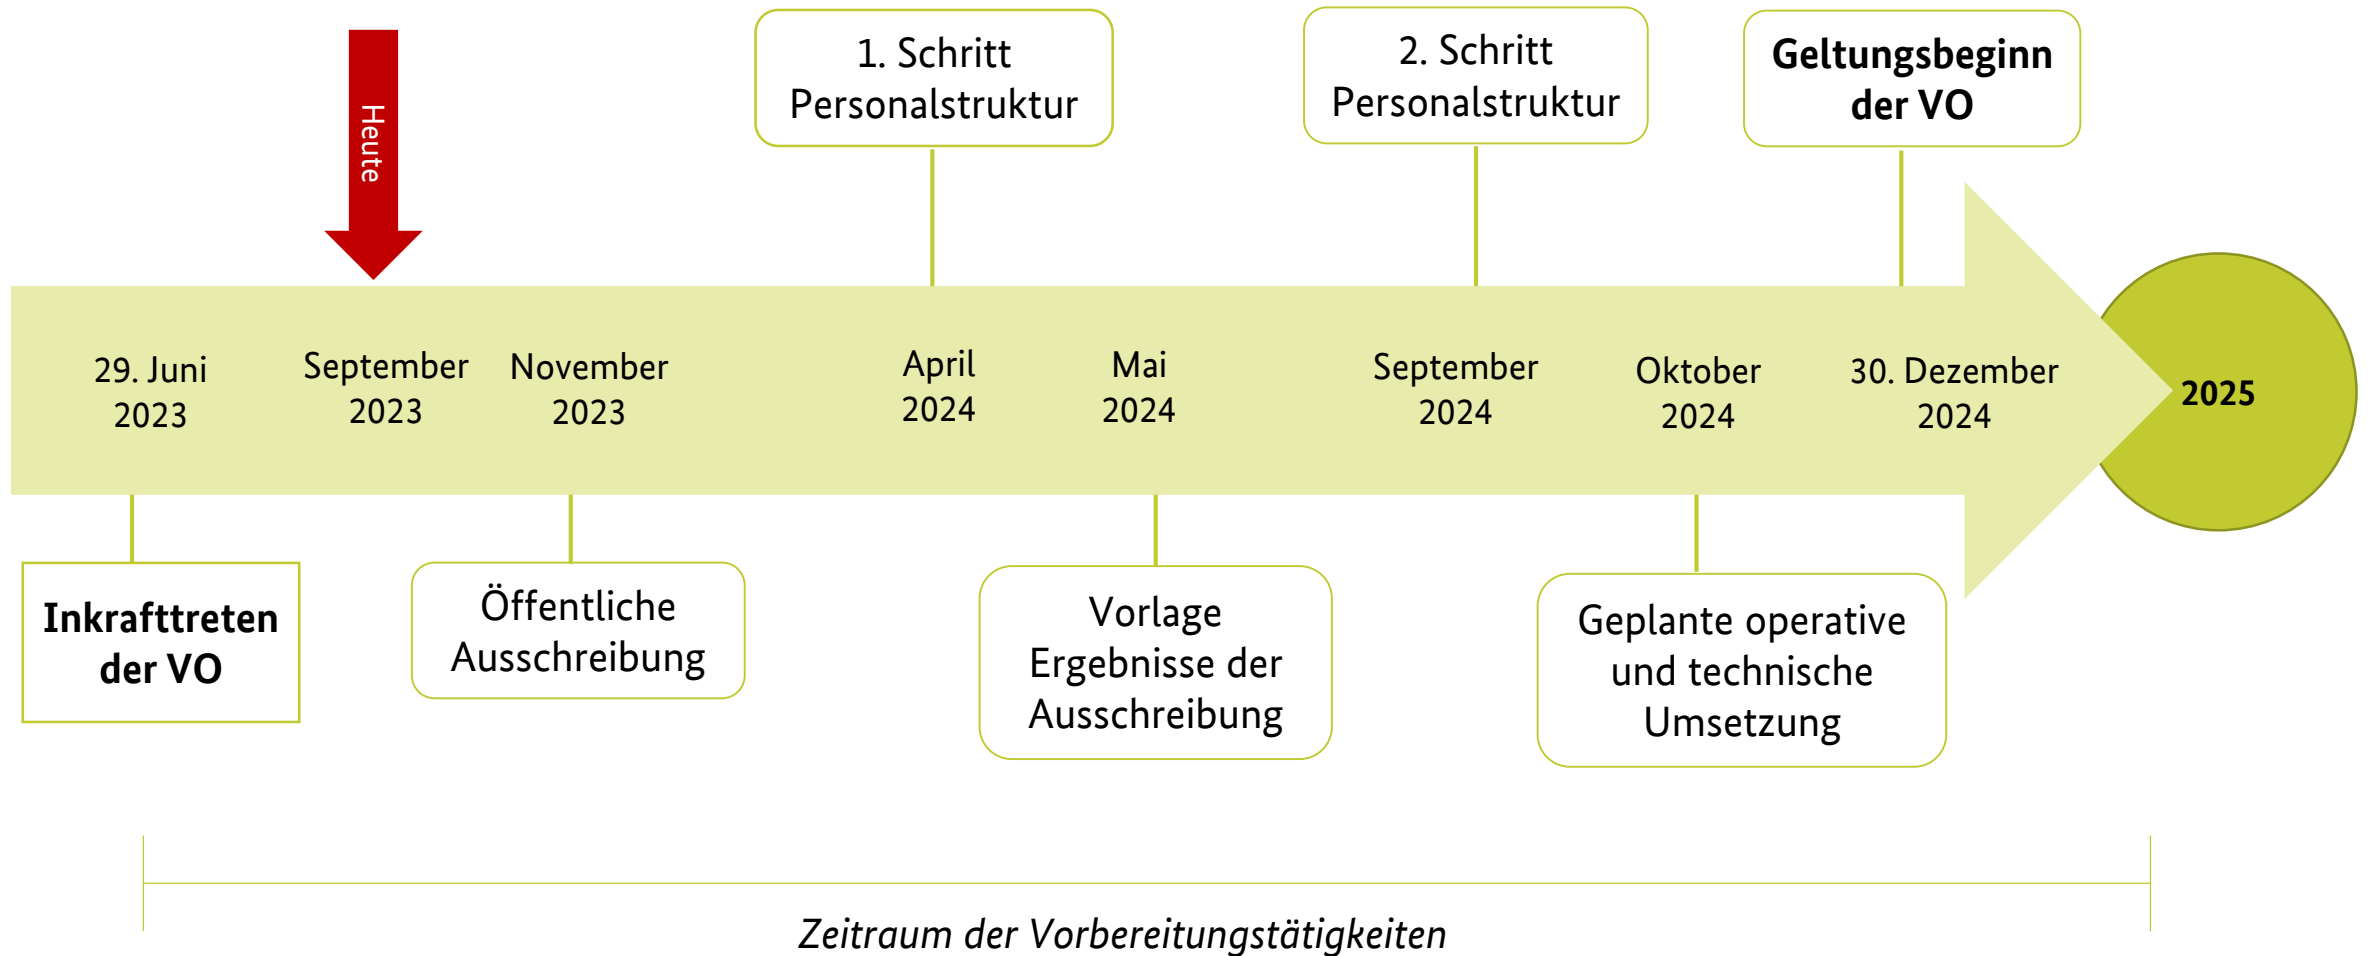 Heute
1. Schritt
Personalstruktur
2. Schritt
Personalstruktur
Geltungsbeginn
der VO
29. Juni
2023
September
2023
November
2023
April
2024
Mai
2024
September
2024
Oktober
2024
30. Dezember
2024
2025
Inkrafttreten
der VO
Öffentliche
Ausschreibung
Vorlage
Ergebnisse der
Ausschreibung
Geplante operative
und technische
Umsetzung
Zeitraum der Vorbereitungstätigkeiten